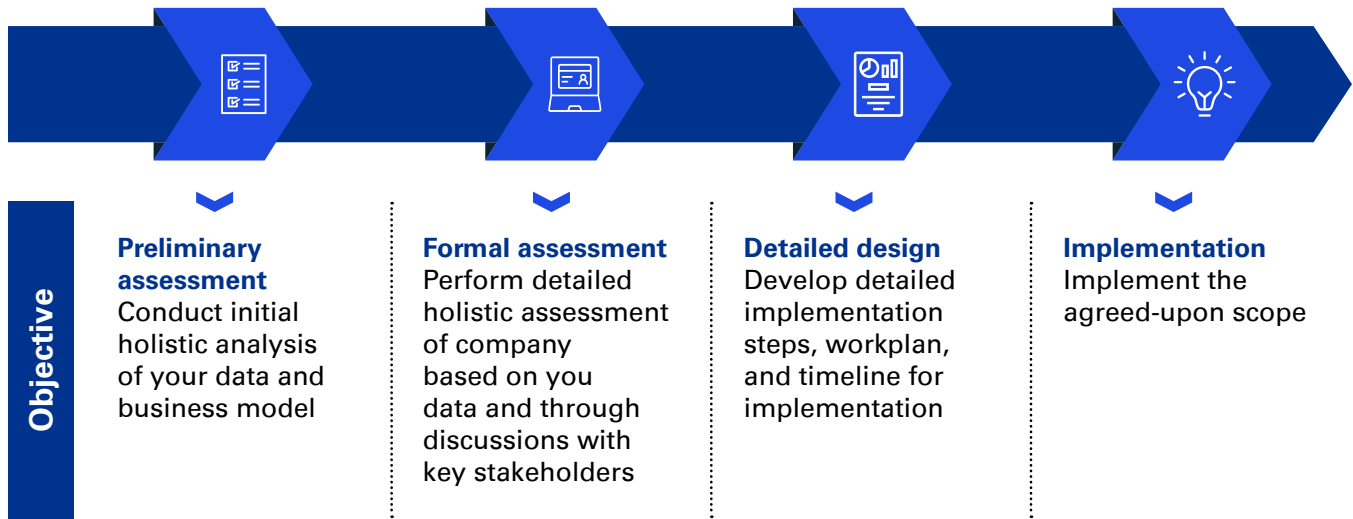 Objective
Preliminary
assessment
Conduct initial
holistic analysis
of your data and
business model
Formal assessment
Perform detailed
holistic assessment
of company
based on you
data and through
discussions with
key stakeholders
Detailed design
Develop detailed
implementation
steps, workplan,
and timeline for
implementation
Implementation
Implement the
agreed-upon scope